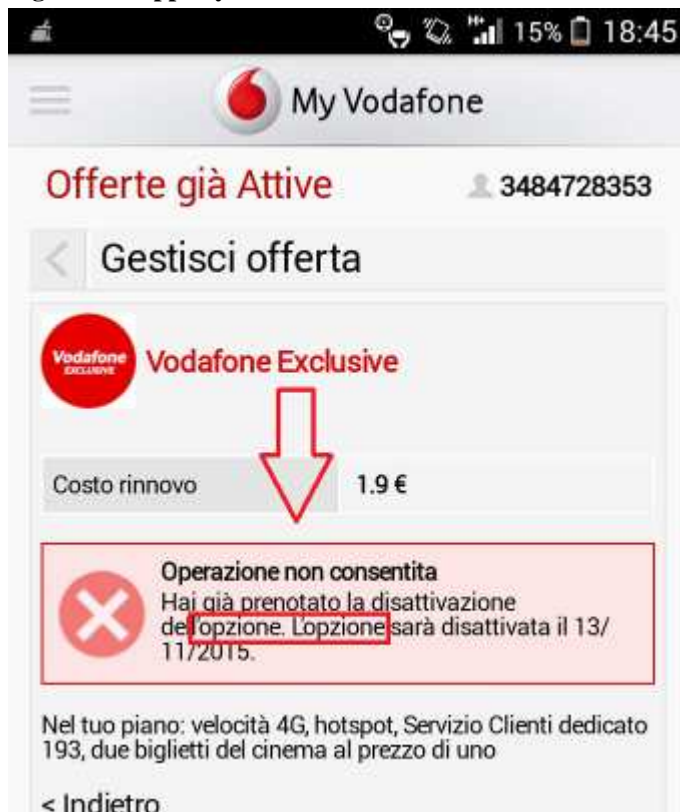 15% 18:45
My Vodafone
Offerte già Attive 3484728353
Gestisci offerta
Vodafone
EXCLUSIVE
Vodafone Exclusive
Costo rinnovo 1.9 €
Operazione non consentita
Hai già prenotato la disattivazione
dell'opzione. L'opzione sarà disattivata il 13/
11/2015.
Nel tuo piano: velocità 4G, hotspot, Servizio Clienti dedicato
193, due biglietti del cinema al prezzo di uno
< Indietro